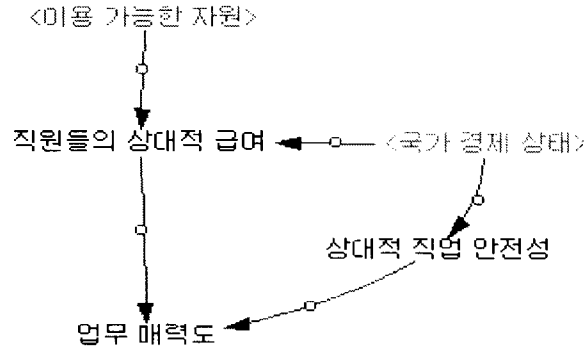 <이용 가능한 자원>
직원들의 상대적 급여
<국가 경제 상태>
상대적 직업 안전성
업무 매력도